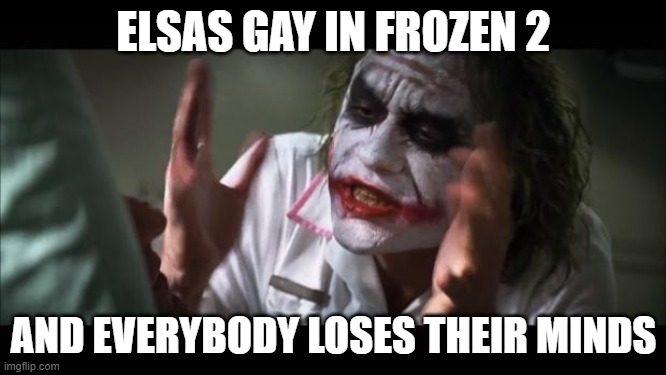 ELSAS GAY IN FROZEN 2
AND EVERYBODY LOSES THEIR MINDS
imgflip.com